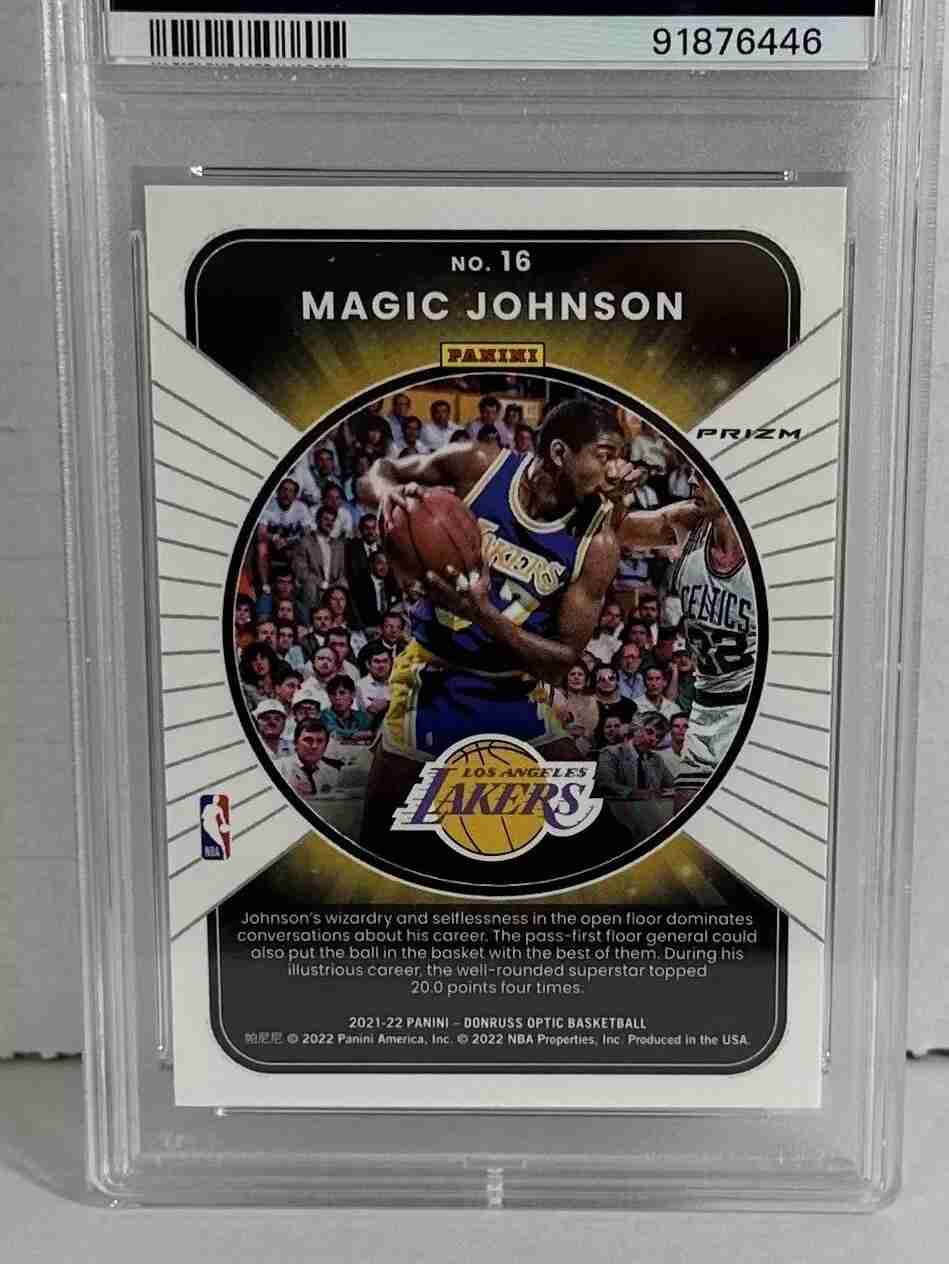 91876446
NO. 16
MAGIC JOHNSON
PANINI
PRIZM
LAKERS
CELTICS
32
LOS ANGELES
LAKERS
NBA
Johnson's wizardry and selflessness in the open floor dominates
conversations about his career. The pass-first floor general could
also put the ball in the basket with the best of them. During his
illustrious career, the well-rounded superstar topped
20.0 points four times.
2021-22 PANINI – DONRUSS OPTIC BASKETBALL
帕尼尼 © 2022 Panini America, Inc. © 2022 NBA Properties, Inc. Produced in the USA.